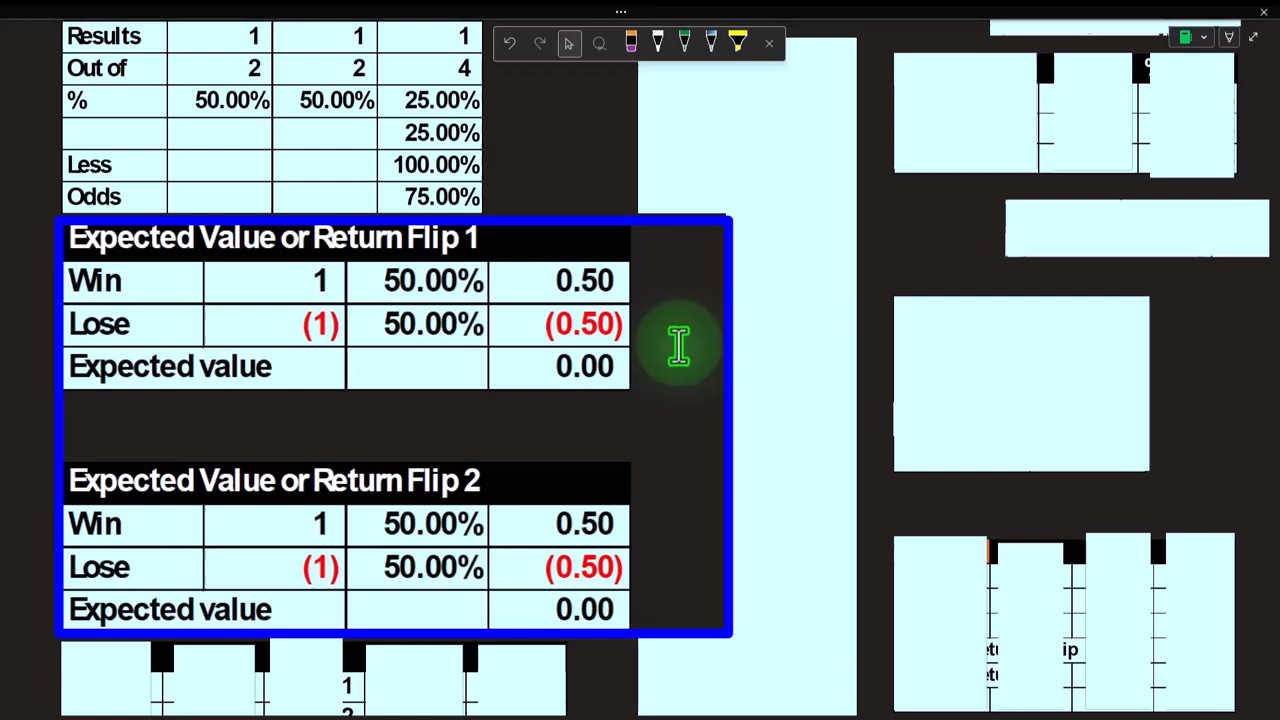 Results 1 1 1
Out of 2 2 4
% 50.00% 50.00% 25.00%
25.00%
Less 100.00%
Odds 75.00%
Expected Value or Return Flip 1
Win 1 50.00% 0.50
Lose (1) 50.00% (0.50)
Expected value 0.00
Expected Value or Return Flip 2
Win 1 50.00% 0.50
Lose (1) 50.00% (0.50)
Expected value 0.00
1
2
ip